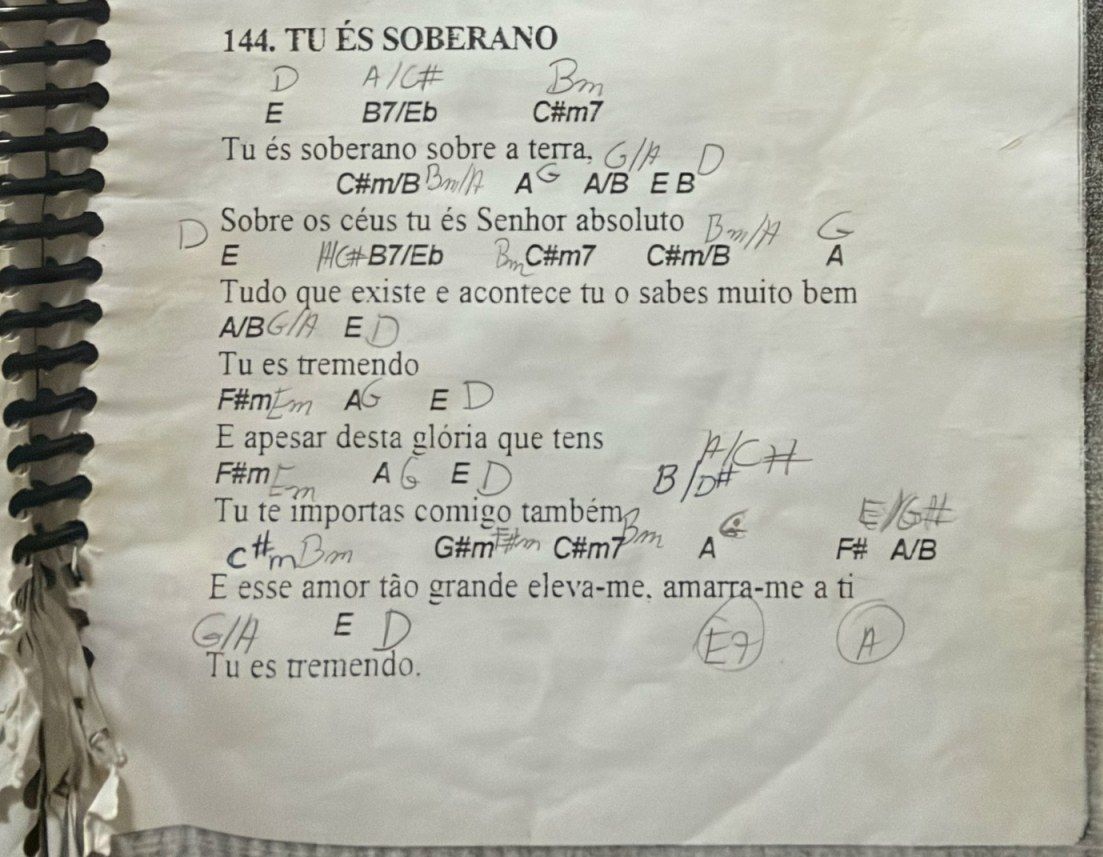 144. TU ÉS SOBERANO
D A/C# Bm
E B7/Eb C#m7
Tu és soberano sobre a terra, G/A D
C#m/B Bm/A A G A/B E B
Sobre os céus tu és Senhor absoluto Bm/A G
D E A/C# B7/Eb Bm C#m7 C#m/B A
Tudo que existe e acontece tu o sabes muito bem
A/B G/A E D
Tu es tremendo
F#m Em A G E D
E apesar desta glória que tens
F#m Em A G E D B/D# A/C#
Tu te importas comigo também
C#m Bm G#m F#m C#m7 Bm A G F# E/G# A/B
E esse amor tão grande eleva-me, amarra-me a ti
G/A E D E7 A
Tu es tremendo.